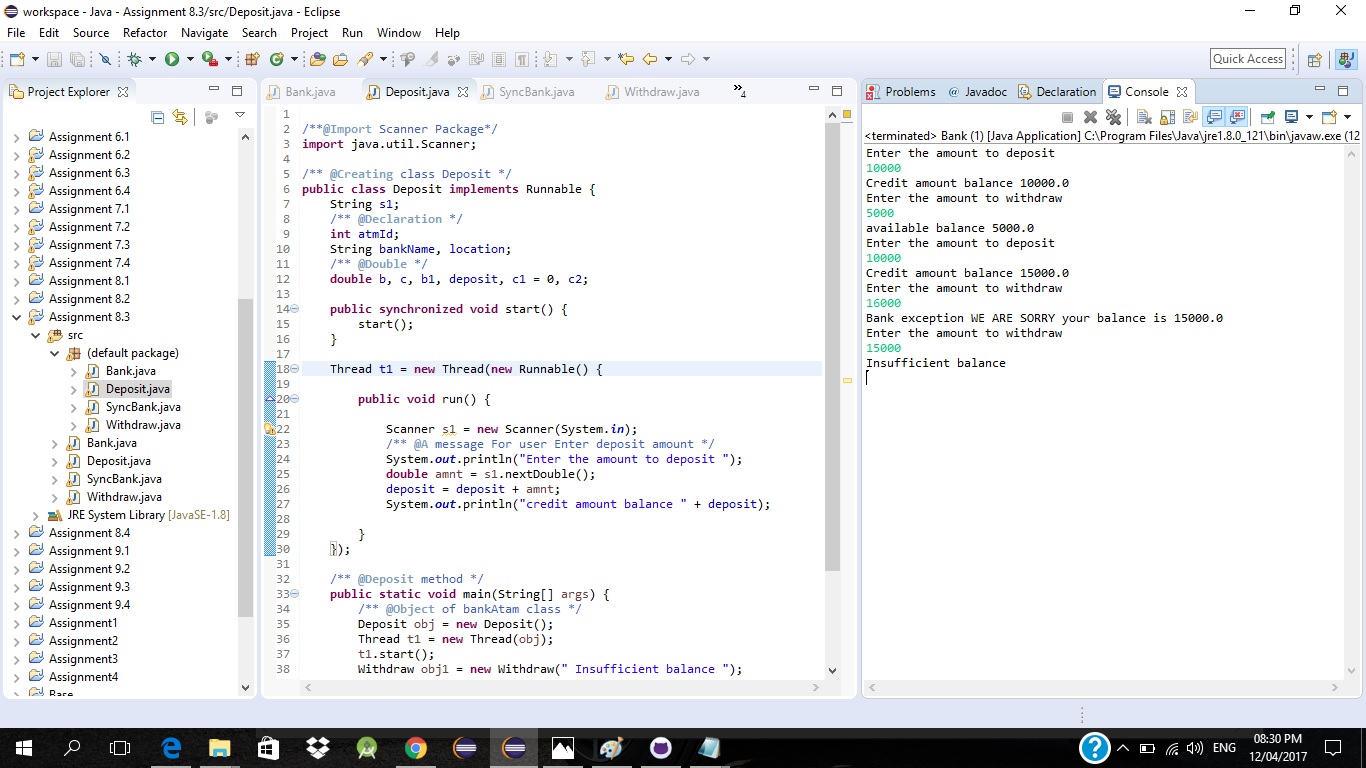 workspace - Java - Assignment 8.3/src/Deposit.java - Eclipse
File Edit Source Refactor Navigate Search Project Run Window Help
Quick Access
Project Explorer
Assignment 6.1
Assignment 6.2
Assignment 6.3
Assignment 6.4
Assignment 7.1
Assignment 7.2
Assignment 7.3
Assignment 7.4
Assignment 8.1
Assignment 8.2
Assignment 8.3
src
(default package)
Bank.java
Deposit.java
SyncBank.java
Withdraw.java
Bank.java
Deposit.java
SyncBank.java
Withdraw.java
JRE System Library [JavaSE-1.8]
Assignment 8.4
Assignment 9.1
Assignment 9.2
Assignment 9.3
Assignment 9.4
Assignment1
Assignment2
Assignment3
Assignment4
Base
Bank.java Deposit.java SyncBank.java Withdraw.java »4
1
2 /**@Import Scanner Package*/
3 import java.util.Scanner;
4
5 /** @Creating class Deposit */
6 public class Deposit implements Runnable {
7 String s1;
8 /** @Declaration */
9 int atmId;
10 String bankName, location;
11 /** @Double */
12 double b, c, b1, deposit, c1 = 0, c2;
13
14 public synchronized void start() {
15 start();
16 }
17
18 Thread t1 = new Thread(new Runnable() {
19
20 public void run() {
21
22 Scanner s1 = new Scanner(System.in);
23 /** @A message For user Enter deposit amount */
24 System.out.println("Enter the amount to deposit ");
25 double amnt = s1.nextDouble();
26 deposit = deposit + amnt;
27 System.out.println("credit amount balance " + deposit);
28
29 }
30 });
31
32 /** @Deposit method */
33 public static void main(String[] args) {
34 /** @Object of bankAtam class */
35 Deposit obj = new Deposit();
36 Thread t1 = new Thread(obj);
37 t1.start();
38 Withdraw obj1 = new Withdraw(" Insufficient balance ");
Problems @ Javadoc Declaration Console
<terminated> Bank (1) [Java Application] C:\Program Files\Java\jre1.8.0_121\bin\javaw.exe (12
Enter the amount to deposit
10000
Credit amount balance 10000.0
Enter the amount to withdraw
5000
available balance 5000.0
Enter the amount to deposit
10000
Credit amount balance 15000.0
Enter the amount to withdraw
16000
Bank exception WE ARE SORRY your balance is 15000.0
Enter the amount to withdraw
15000
Insufficient balance
ENG
08:30 PM
12/04/2017